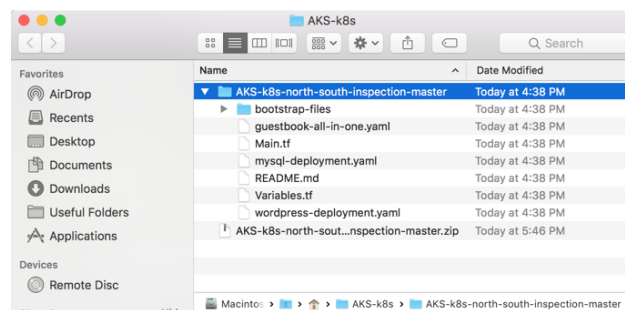 AKS-k8s
Search
Favorites
AirDrop
Recents
Desktop
Documents
Downloads
Useful Folders
Applications
Devices
Remote Disc
Name Date Modified
AKS-k8s-north-south-inspection-master Today at 4:38 PM
bootstrap-files Today at 4:38 PM
guestbook-all-in-one.yaml Today at 4:38 PM
Main.tf Today at 4:38 PM
mysql-deployment.yaml Today at 4:38 PM
README.md Today at 4:38 PM
Variables.tf Today at 4:38 PM
wordpress-deployment.yaml Today at 4:38 PM
AKS-k8s-north-sout...nspection-master.zip Today at 5:46 PM
Macintos AKS-k8s AKS-k8s-north-south-inspection-master